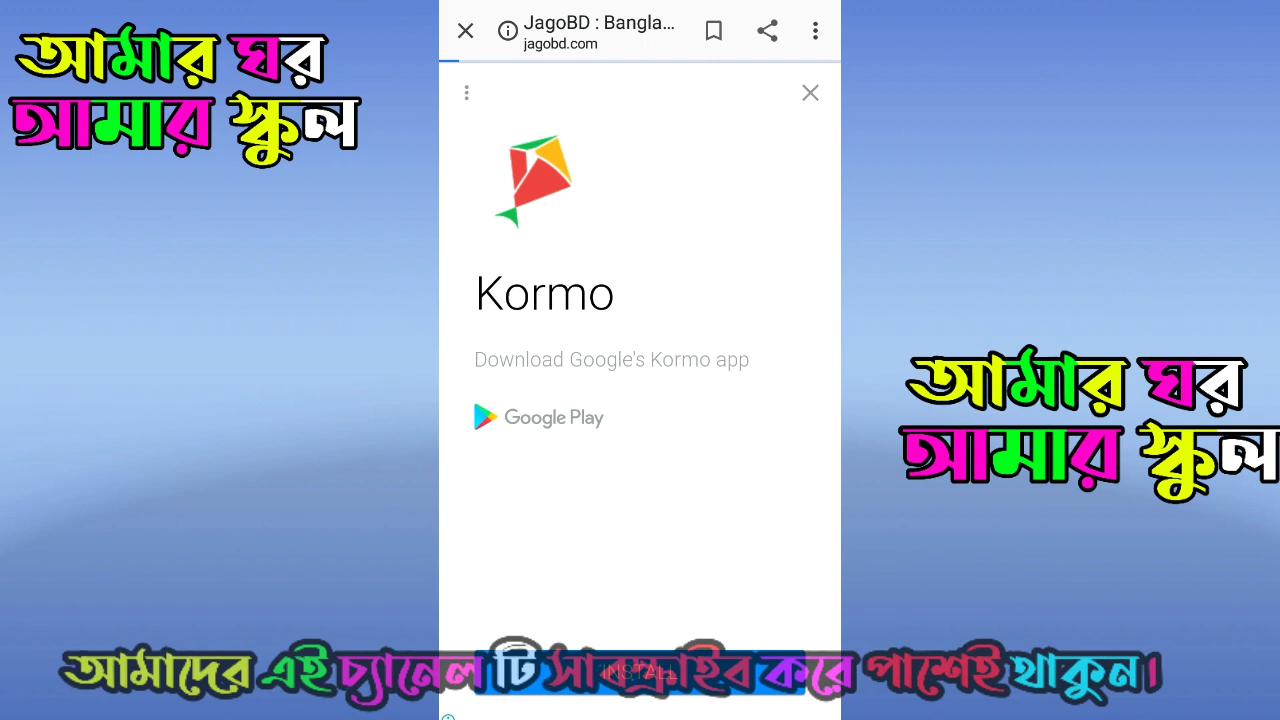 আমার ঘর
আমার স্কুল
JagoBD : Bangla...
jagobd.com
Kormo
Download Google's Kormo app
Google Play
আমার ঘর
আমার স্কুল
INSTALL
আমাদের এই চ্যানেল টি সাবস্ক্রাইব করে পাশেই থাকুন।